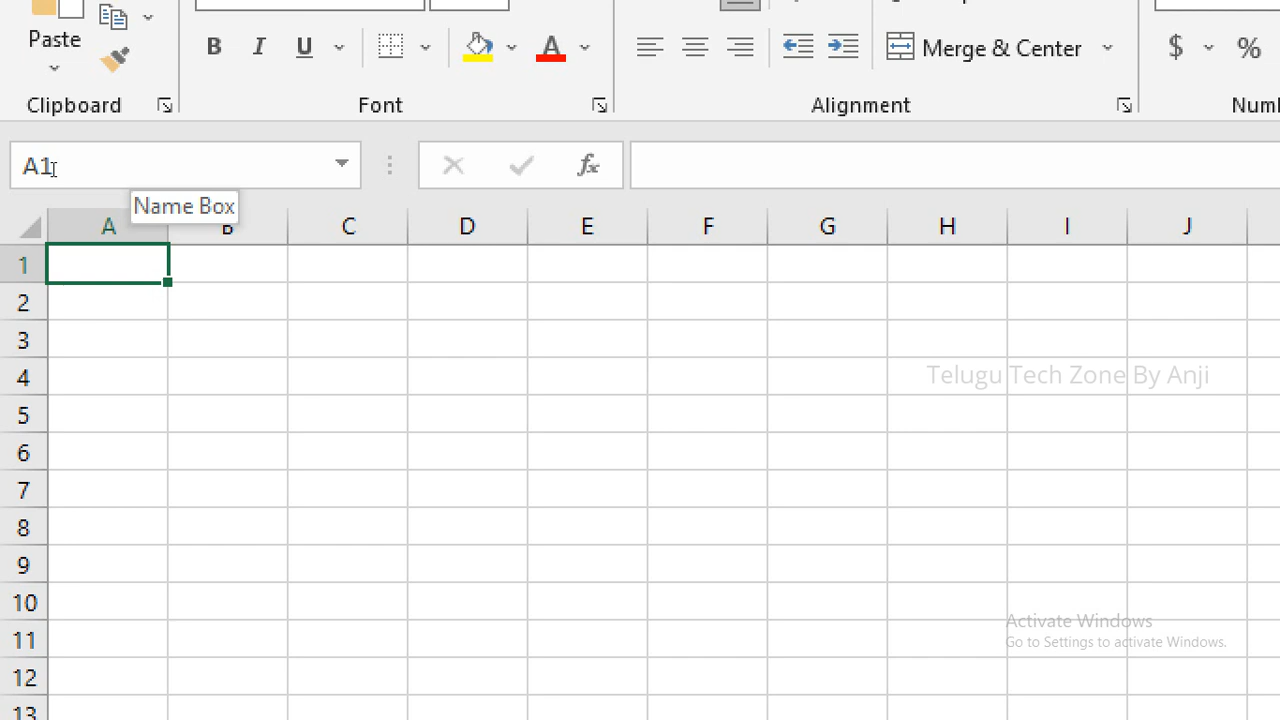 Paste
B I U A Merge & Center $ %
Clipboard Font Alignment
A1 fx
Name Box
A B C D E F G H I J
1
2
3
4
Telugu Tech Zone By Anji
5
6
7
8
9
10
11
Activate Windows
Go to Settings to activate Windows.
12
13